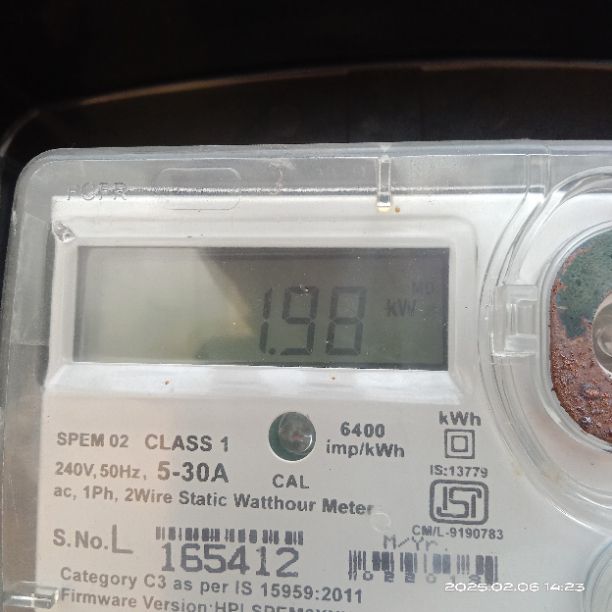 MD
1.98 kW
SPEM 02 CLASS 1
240V, 50Hz, 5-30A
CAL
6400
imp/kWh
kWh
IS:13779
ac, 1Ph, 2Wire Static Watthour Meter
CM/L-9190783
S.No. L 165412
M/Yr.
Category C3 as per IS 15959:2011
2025.02.06 14:23